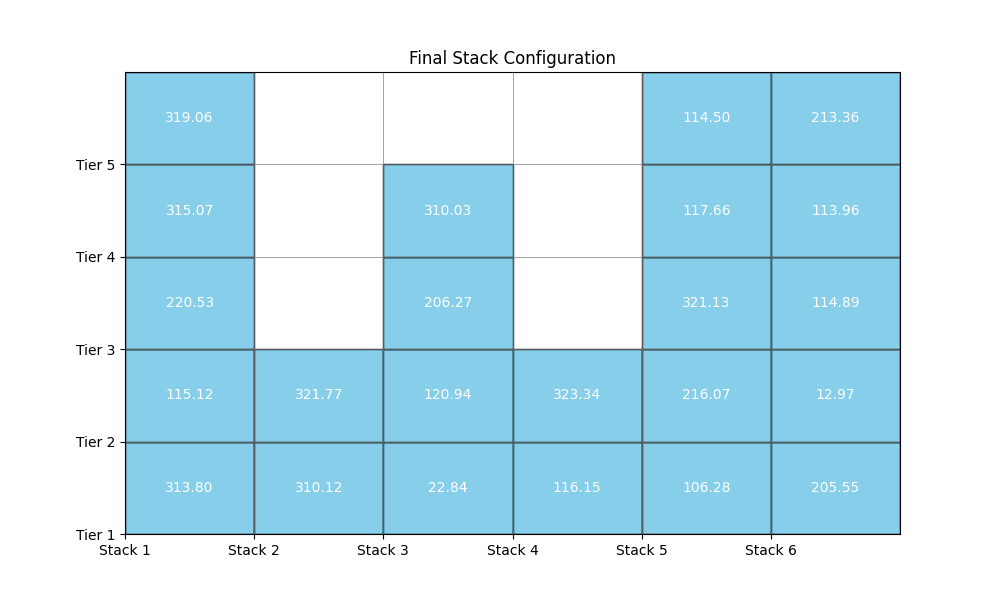 Final Stack Configuration
319.06 114.50 213.36
Tier 5
315.07 310.03 117.66 113.96
Tier 4
220.53 206.27 321.13 114.89
Tier 3
115.12 321.77 120.94 323.34 216.07 12.97
Tier 2
313.80 310.12 22.84 116.15 106.28 205.55
Tier 1
Stack 1 Stack 2 Stack 3 Stack 4 Stack 5 Stack 6